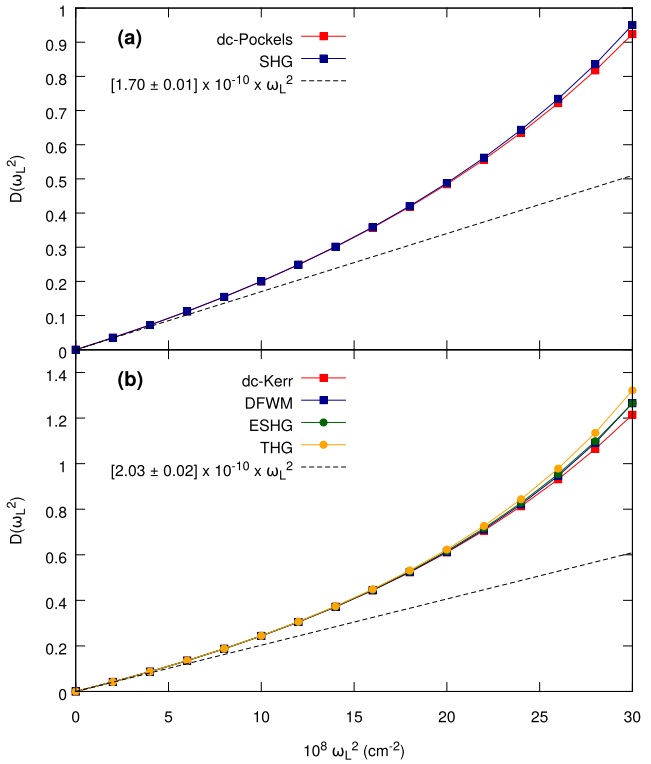 1
0.9
0.8
0.7
0.6
0.5
0.4
0.3
0.2
0.1
0
D(ω_L²)
(a)
dc-Pockels
SHG
[1.70 ± 0.01] x 10⁻¹⁰ x ω_L²
1.4
1.2
1
0.8
0.6
0.4
0.2
0
D(ω_L²)
(b)
dc-Kerr
DFWM
ESHG
THG
[2.03 ± 0.02] x 10⁻¹⁰ x ω_L²
0 5 10 15 20 25 30
10⁸ ω_L² (cm⁻²)